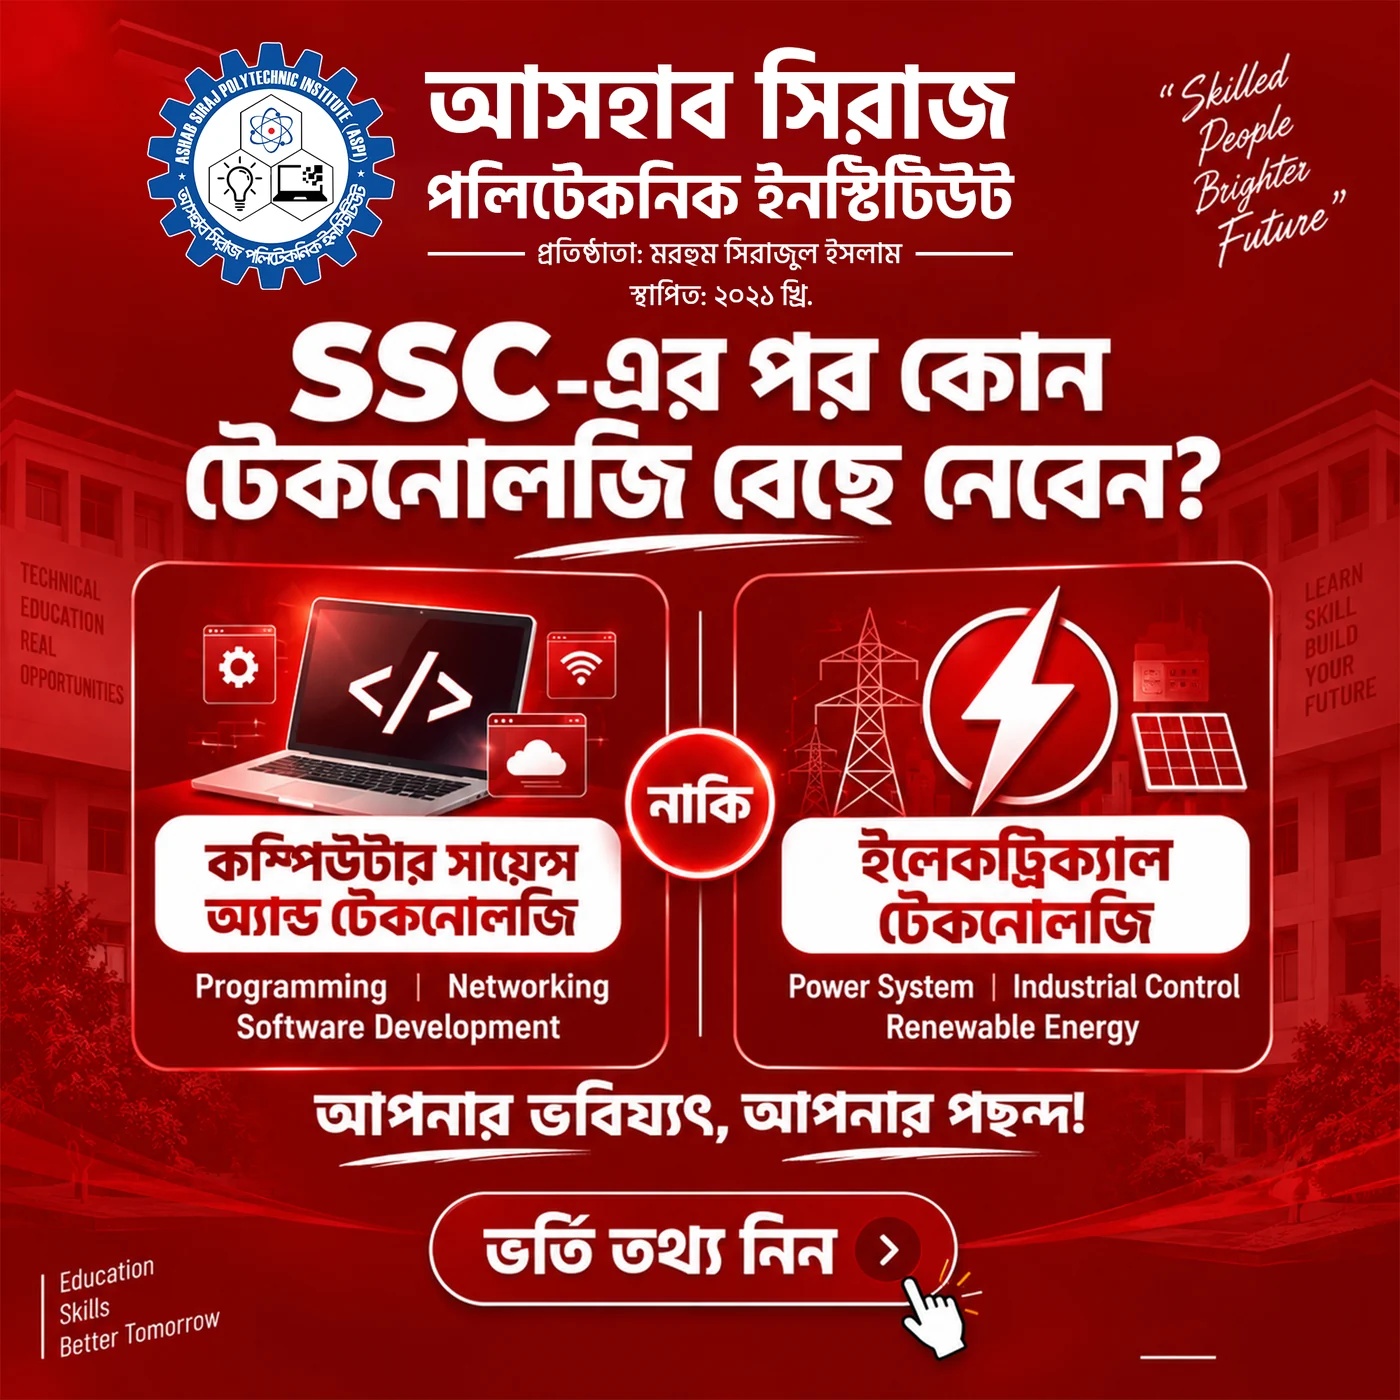 ASHAB SIRAJ POLYTECHNIC INSTITUTE (ASPI)
আসহাব সিরাজ পলিটেকনিক ইনস্টিটিউট
আসহাব সিরাজ
পলিটেকনিক ইনস্টিটিউট
প্রতিষ্ঠাতা: মরহুম সিরাজুল ইসলাম
স্থাপিত: ২০২১ খ্রি.
“Skilled
People
Brighter
Future”
SSC-এর পর কোন
টেকনোলজি বেছে নেবেন?
TECHNICAL
EDUCATION
REAL
OPPORTUNITIES
LEARN
SKILL
BUILD
YOUR
FUTURE
</>
নাকি
কম্পিউটার সায়েন্স
অ্যান্ড টেকনোলজি
Programming | Networking
Software Development
ইলেকট্রিক্যাল
টেকনোলজি
Power System | Industrial Control
Renewable Energy
আপনার ভবিয্যৎ, আপনার পছন্দ!
ভর্তি তথ্য নিন
Education
Skills
Better Tomorrow